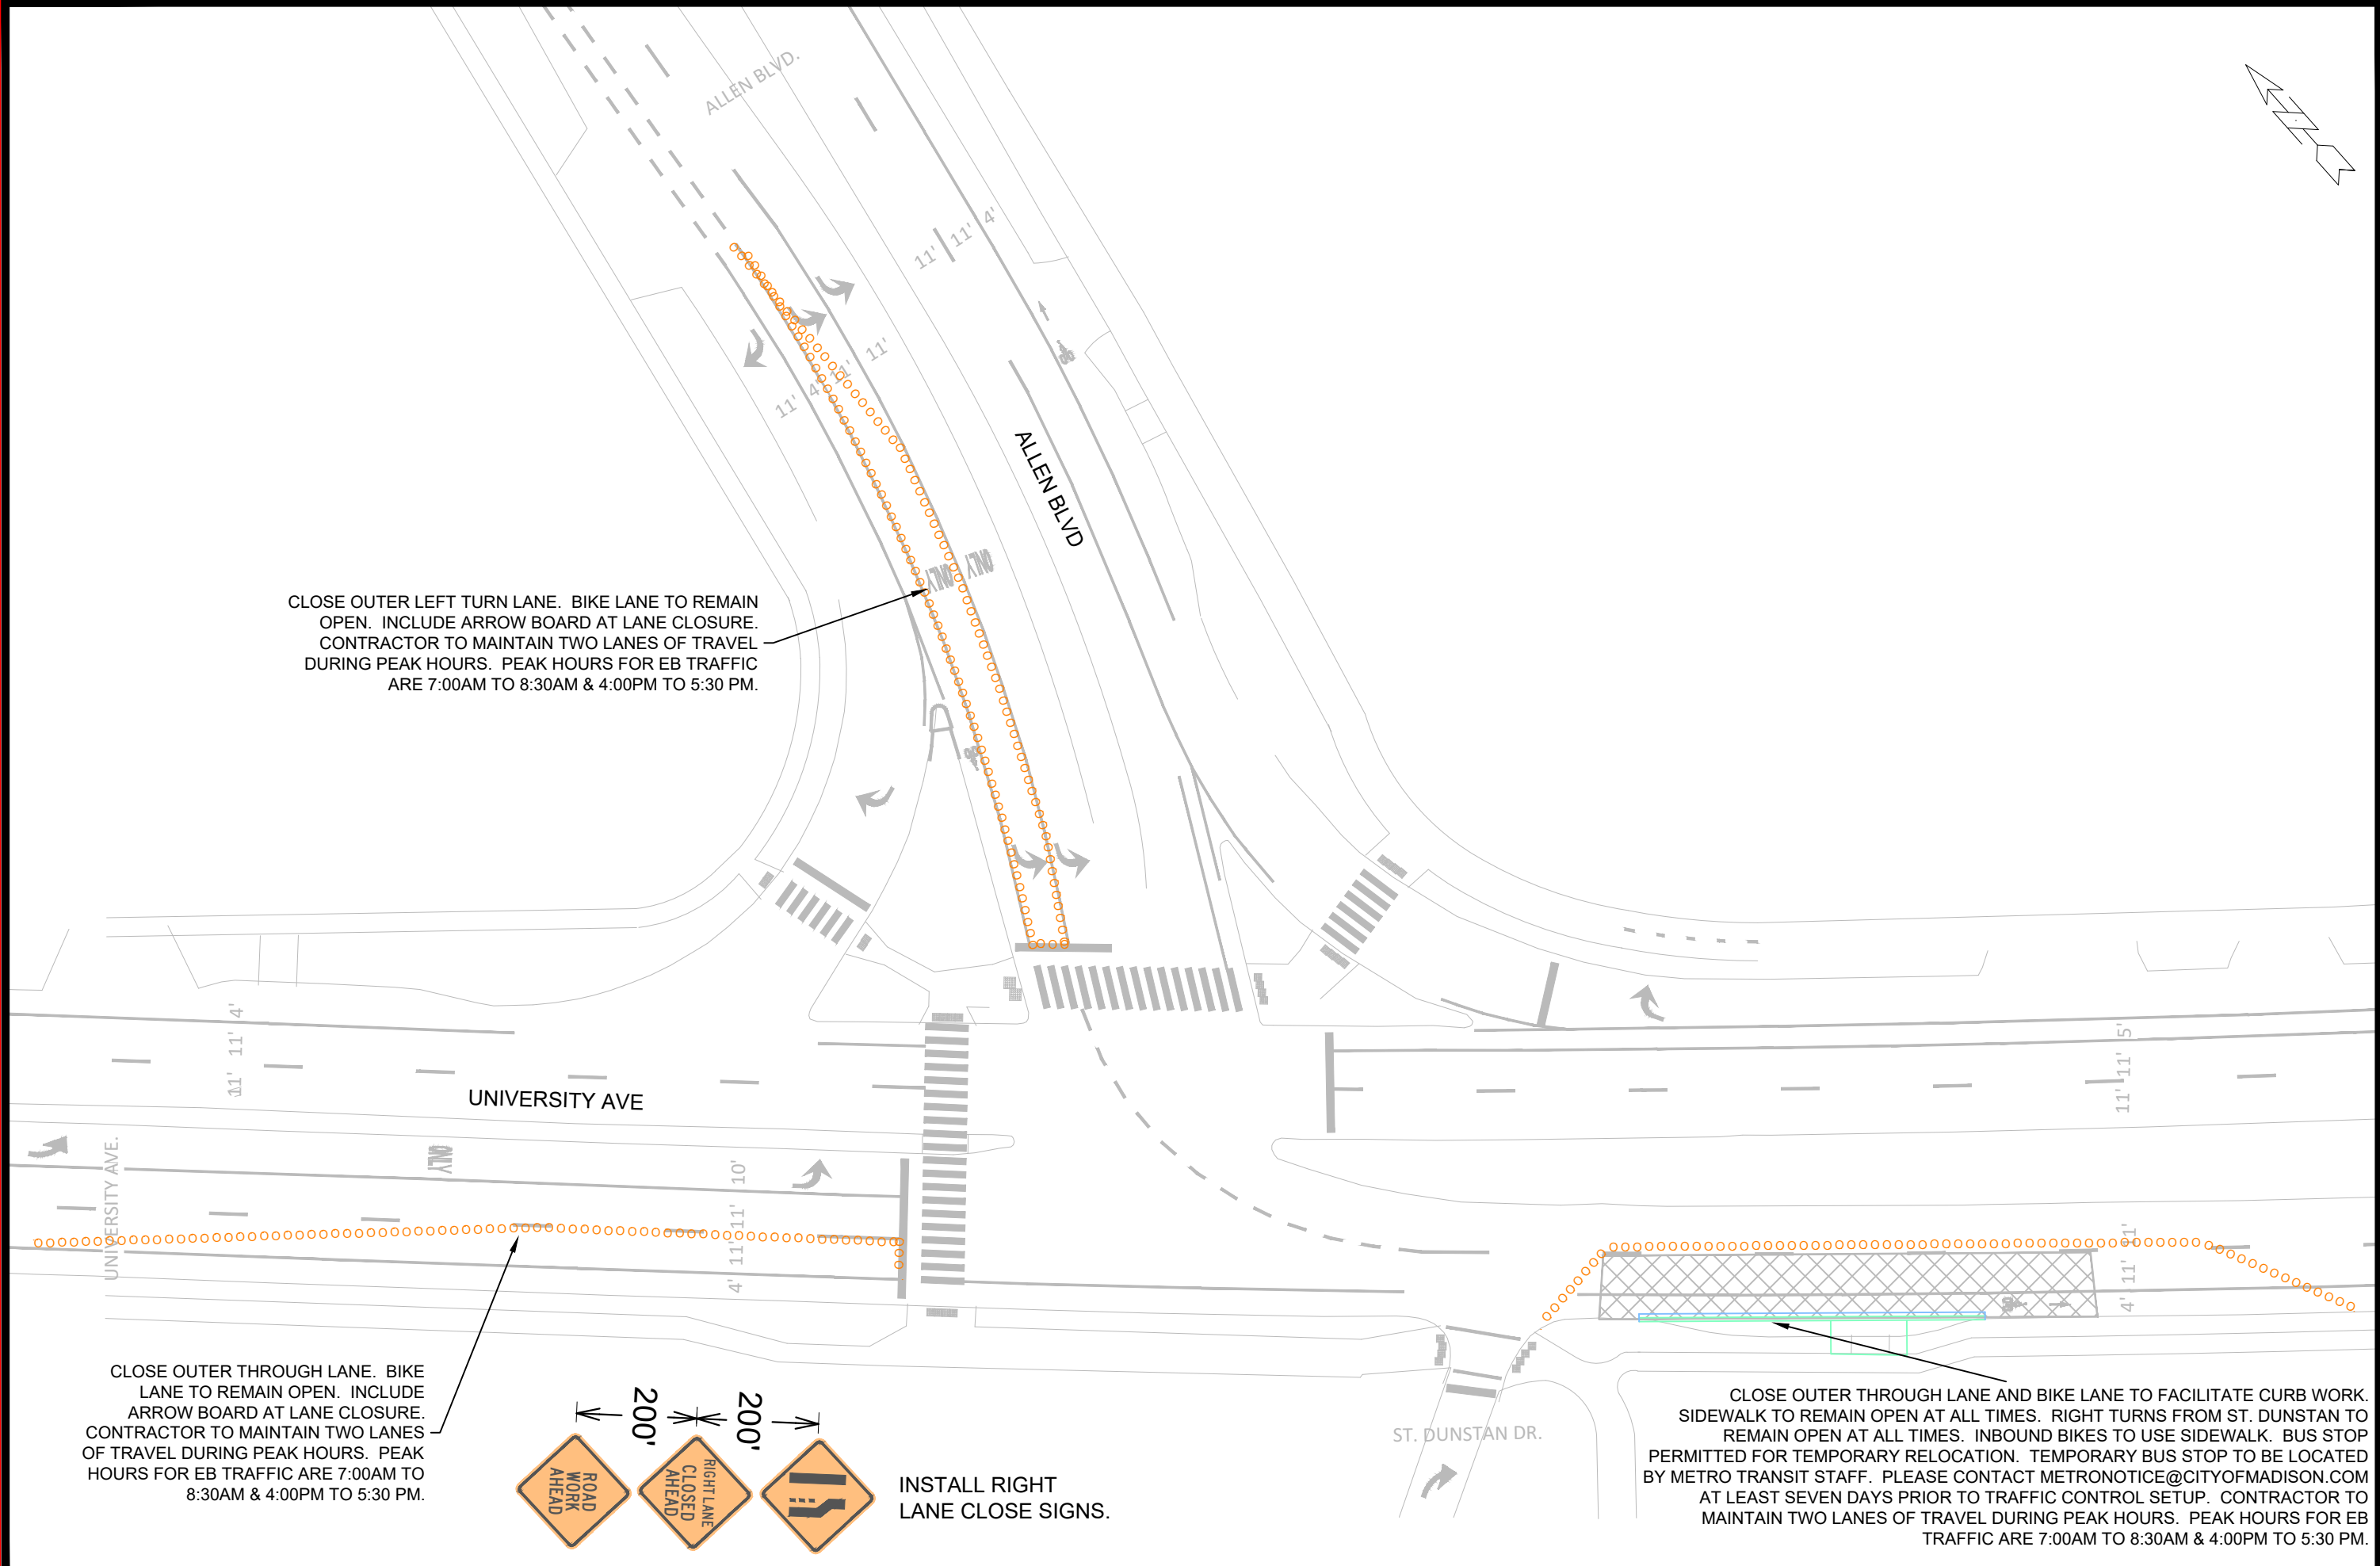 ALLEN BLVD.
11' 11' 4'
11' 4' 11' 11'
ALLEN BLVD
ONLY ONLY
CLOSE OUTER LEFT TURN LANE. BIKE LANE TO REMAIN
OPEN. INCLUDE ARROW BOARD AT LANE CLOSURE.
CONTRACTOR TO MAINTAIN TWO LANES OF TRAVEL
DURING PEAK HOURS. PEAK HOURS FOR EB TRAFFIC
ARE 7:00AM TO 8:30AM & 4:00PM TO 5:30 PM.
11' 11' 4'
UNIVERSITY AVE
11' 11' 5'
UNIVERSITY AVE.
ONLY
4' 11' 11' 10'
4' 11' 11'
CLOSE OUTER THROUGH LANE. BIKE
LANE TO REMAIN OPEN. INCLUDE
ARROW BOARD AT LANE CLOSURE.
CONTRACTOR TO MAINTAIN TWO LANES
OF TRAVEL DURING PEAK HOURS. PEAK
HOURS FOR EB TRAFFIC ARE 7:00AM TO
8:30AM & 4:00PM TO 5:30 PM.
200'
200'
ROAD
WORK
AHEAD
RIGHT LANE
CLOSED
AHEAD
INSTALL RIGHT
LANE CLOSE SIGNS.
ST. DUNSTAN DR.
CLOSE OUTER THROUGH LANE AND BIKE LANE TO FACILITATE CURB WORK.
SIDEWALK TO REMAIN OPEN AT ALL TIMES. RIGHT TURNS FROM ST. DUNSTAN TO
REMAIN OPEN AT ALL TIMES. INBOUND BIKES TO USE SIDEWALK. BUS STOP
PERMITTED FOR TEMPORARY RELOCATION. TEMPORARY BUS STOP TO BE LOCATED
BY METRO TRANSIT STAFF. PLEASE CONTACT METRONOTICE@CITYOFMADISON.COM
AT LEAST SEVEN DAYS PRIOR TO TRAFFIC CONTROL SETUP. CONTRACTOR TO
MAINTAIN TWO LANES OF TRAVEL DURING PEAK HOURS. PEAK HOURS FOR EB
TRAFFIC ARE 7:00AM TO 8:30AM & 4:00PM TO 5:30 PM.